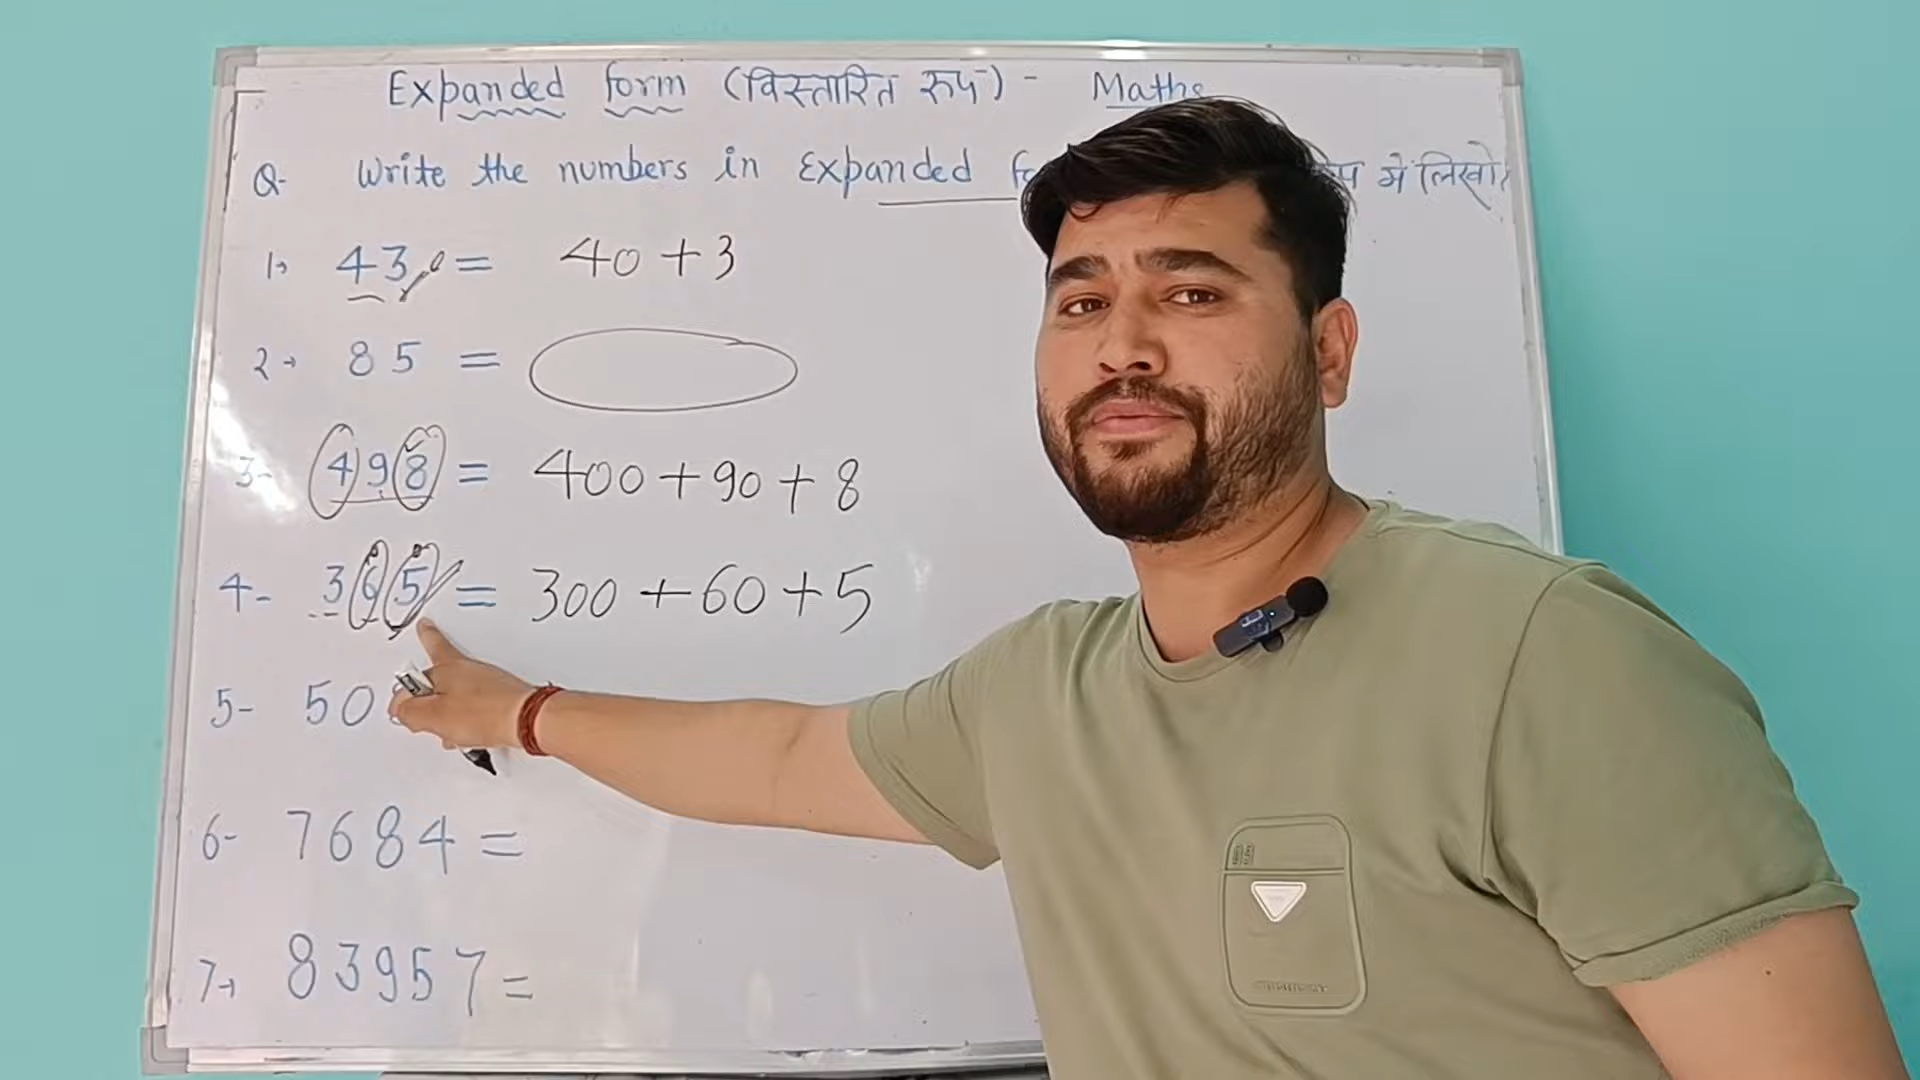 Expanded form (विस्तारित रुप) - Maths
Q- Write the numbers in Expanded में लिखो।
1→ 43 = 40+3
2→ 85 =
3- 498 = 400+90+8
4- 365 = 300+60+5
5- 50
6- 7684 =
7→ 83957 =